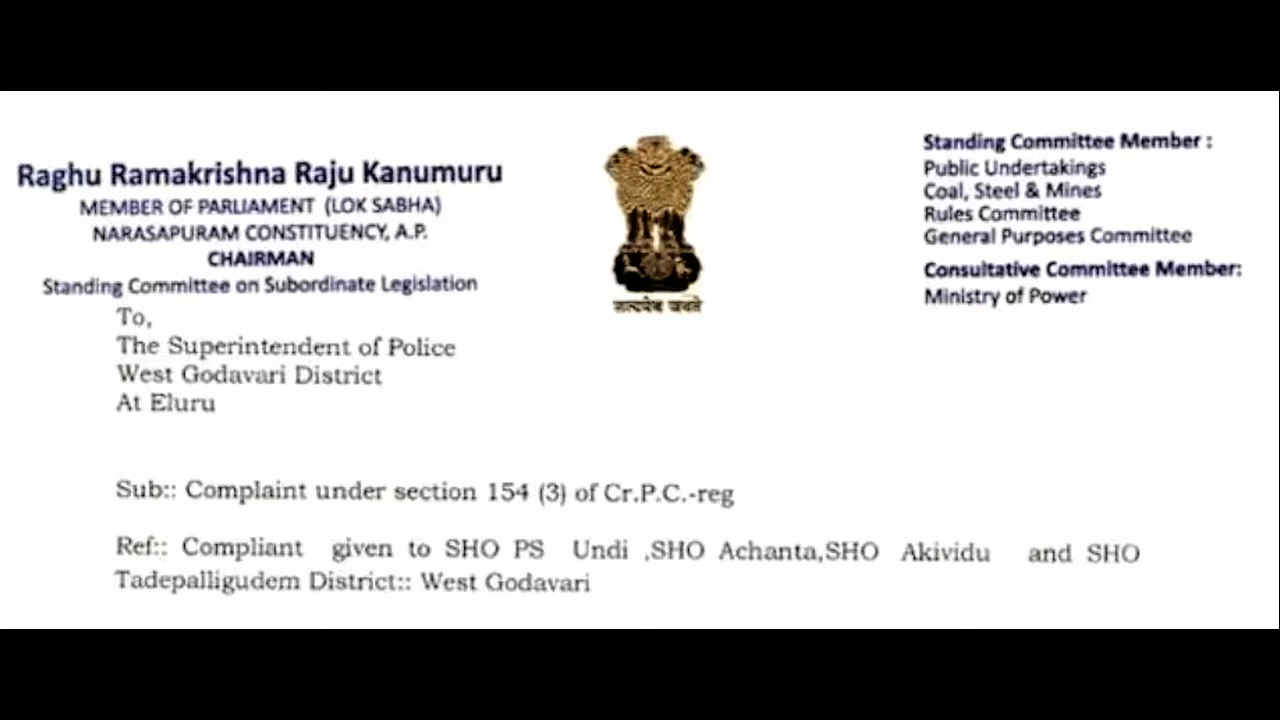 Raghu Ramakrishna Raju Kanumuru
MEMBER OF PARLIAMENT (LOK SABHA)
NARASAPURAM CONSTITUENCY, A.P.
CHAIRMAN
Standing Committee on Subordinate Legislation
सत्यमेव जयते
Standing Committee Member :
Public Undertakings
Coal, Steel & Mines
Rules Committee
General Purposes Committee
Consultative Committee Member:
Ministry of Power
To,
The Superintendent of Police
West Godavari District
At Eluru
Sub:: Complaint under section 154 (3) of Cr.P.C.-reg
Ref:: Compliant given to SHO PS Undi ,SHO Achanta,SHO Akividu and SHO
Tadepalligudem District:: West Godavari